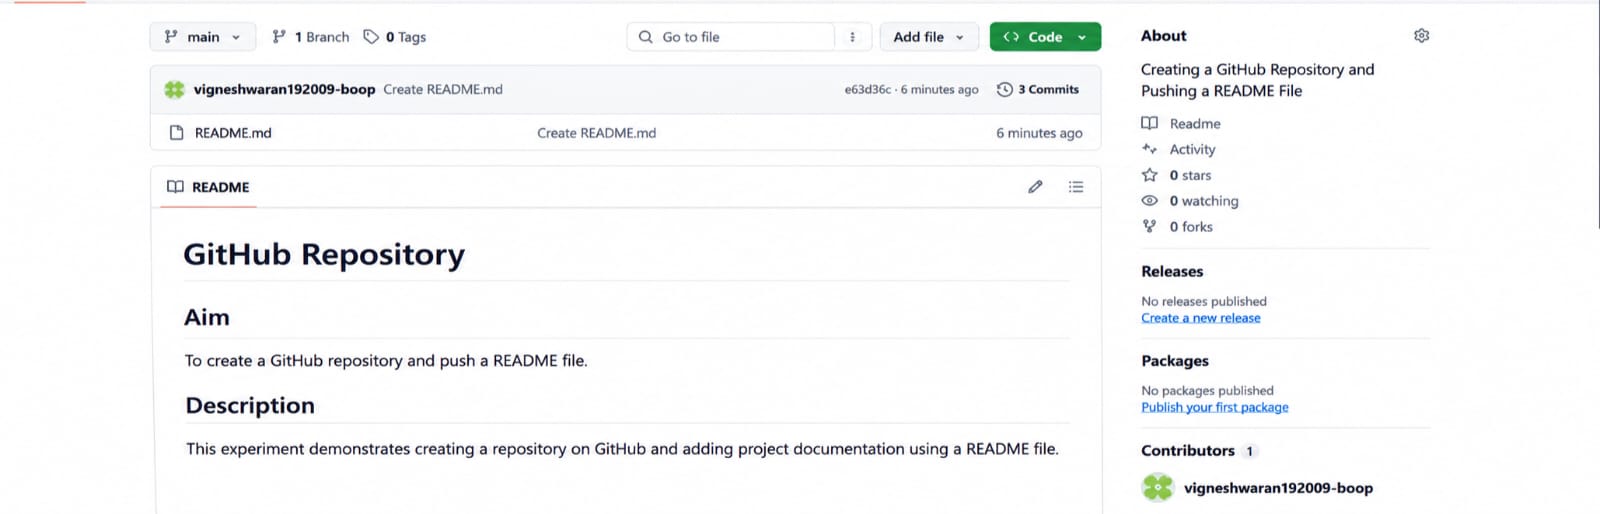 main
1 Branch
0 Tags
Go to file
Add file
Code
vigneshwaran192009-boop Create README.md
e63d36c · 6 minutes ago
3 Commits
README.md
Create README.md
6 minutes ago
README
GitHub Repository
Aim
To create a GitHub repository and push a README file.
Description
This experiment demonstrates creating a repository on GitHub and adding project documentation using a README file.
About
Creating a GitHub Repository and
Pushing a README File
Readme
Activity
0 stars
0 watching
0 forks
Releases
No releases published
Create a new release
Packages
No packages published
Publish your first package
Contributors 1
vigneshwaran192009-boop